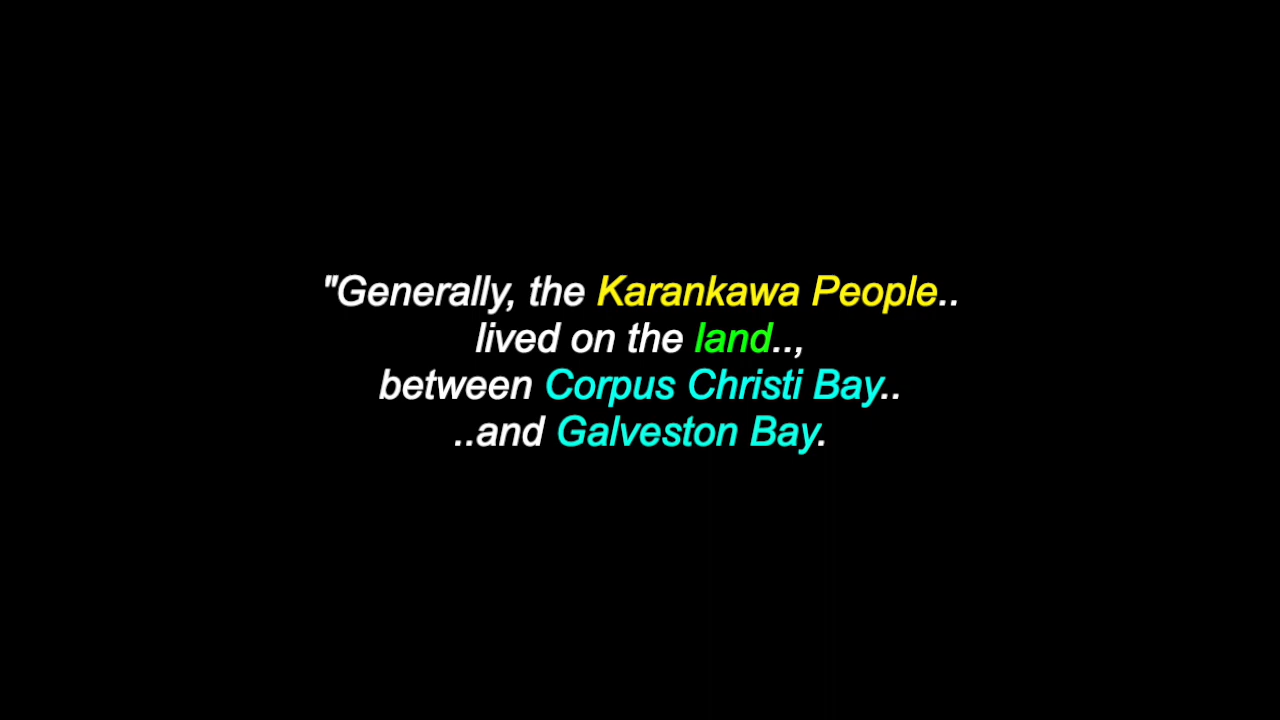 "Generally, the Karankawa People..
lived on the land..,
between Corpus Christi Bay..
..and Galveston Bay.